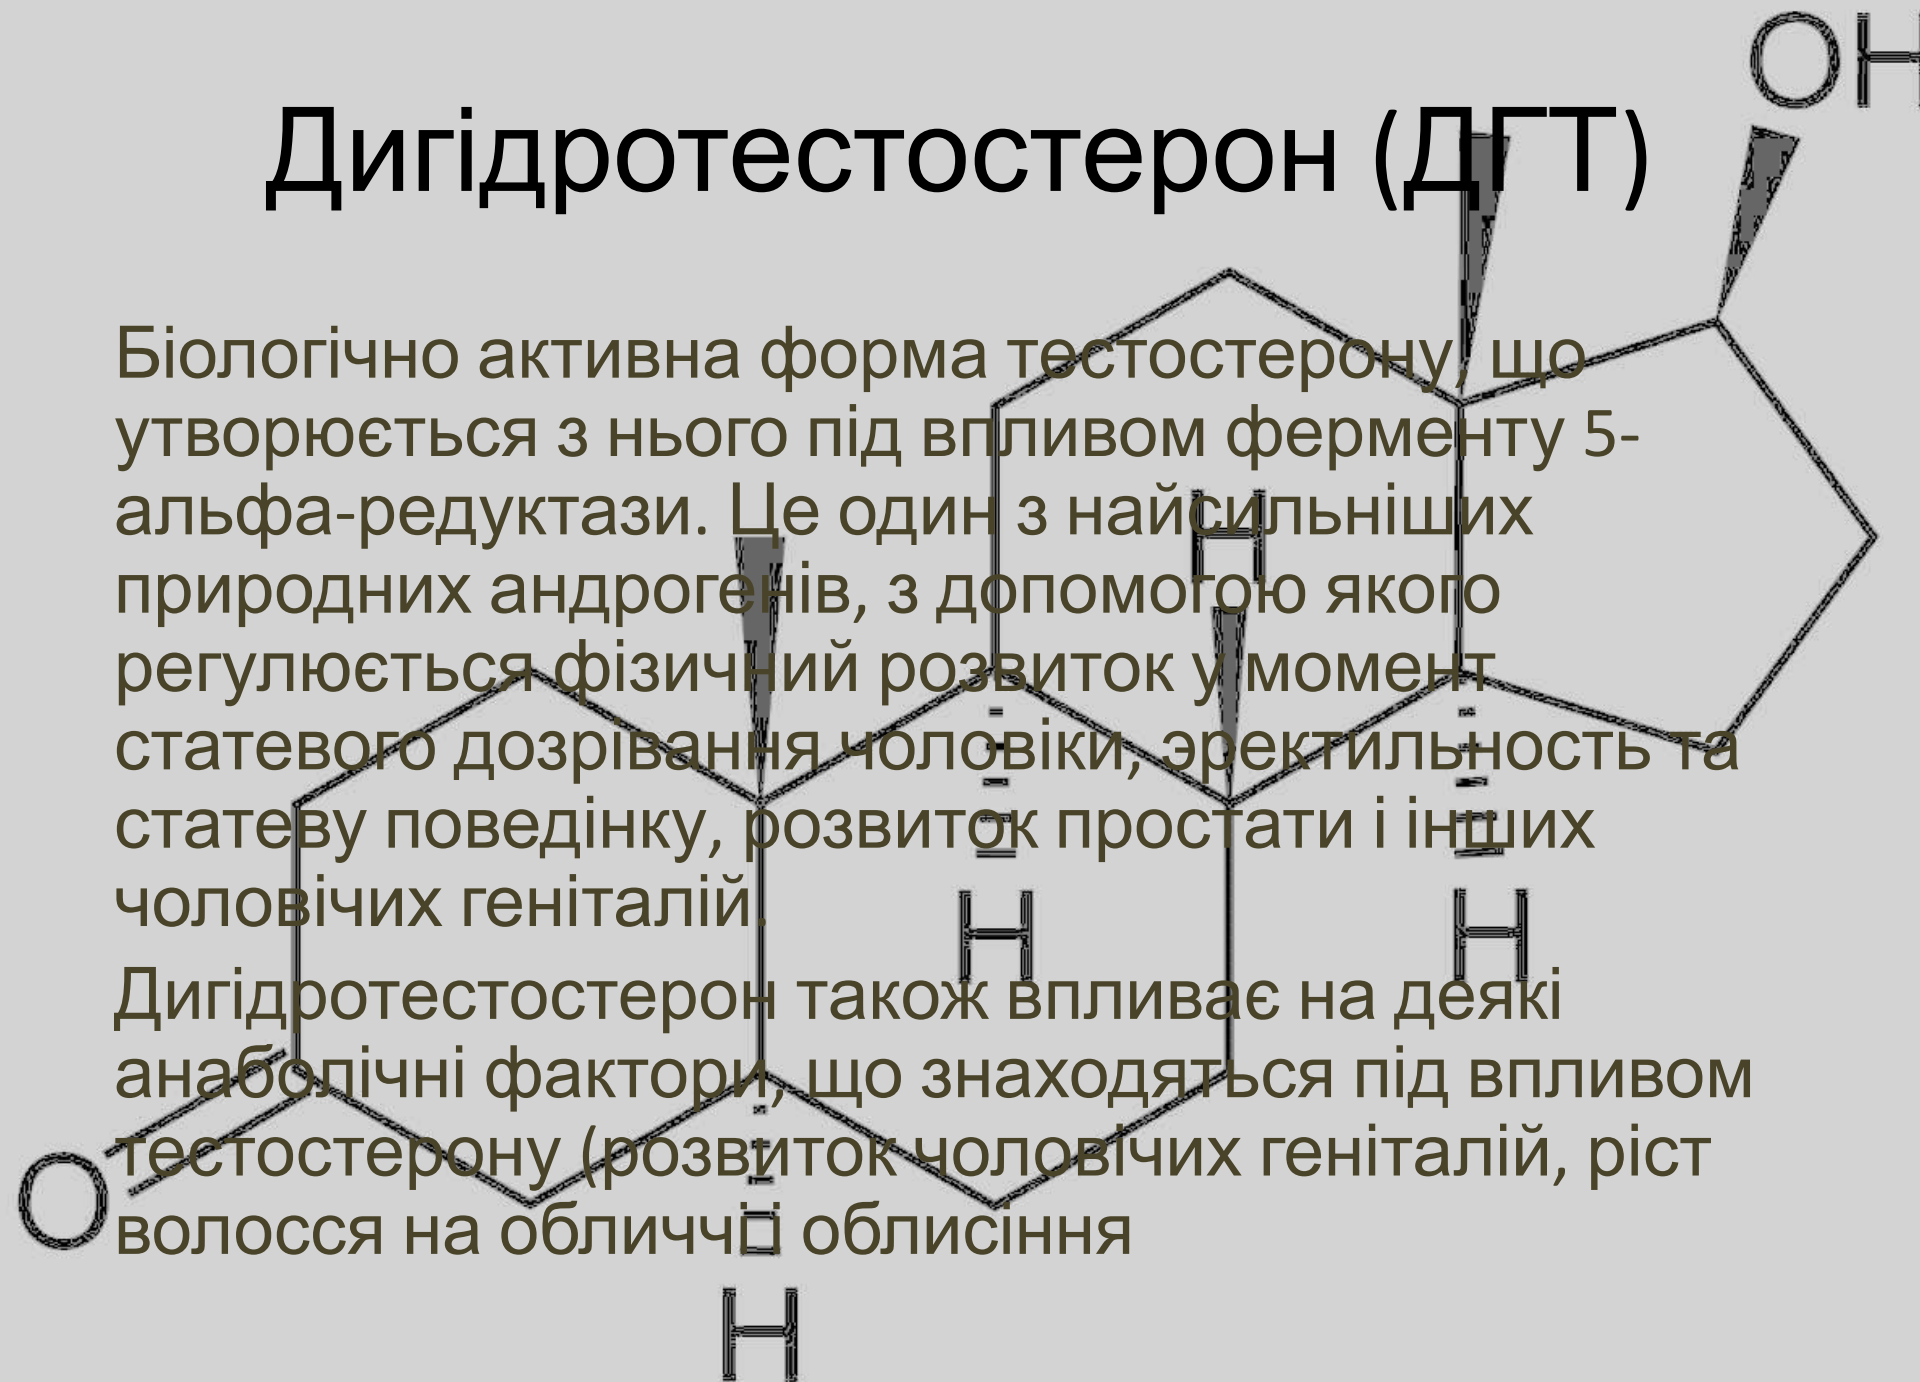 OH
Дигідротестостерон (ДГТ)
Біологічно активна форма тестостерону, що
утворюється з нього під впливом ферменту 5-
альфа-редуктази. Це один з найсильніших
H
природних андрогенів, з допомогою якого
регулюється фізичний розвиток у момент
статевого дозрівання чоловіки, эректильность та
статеву поведінку, розвиток простати і інших
чоловічих геніталій.
H H
Дигідротестостерон також впливає на деякі
анаболічні фактори, що знаходяться під впливом
тестостерону (розвиток чоловічих геніталій, ріст
O
волосся на обличчі і облисіння
H